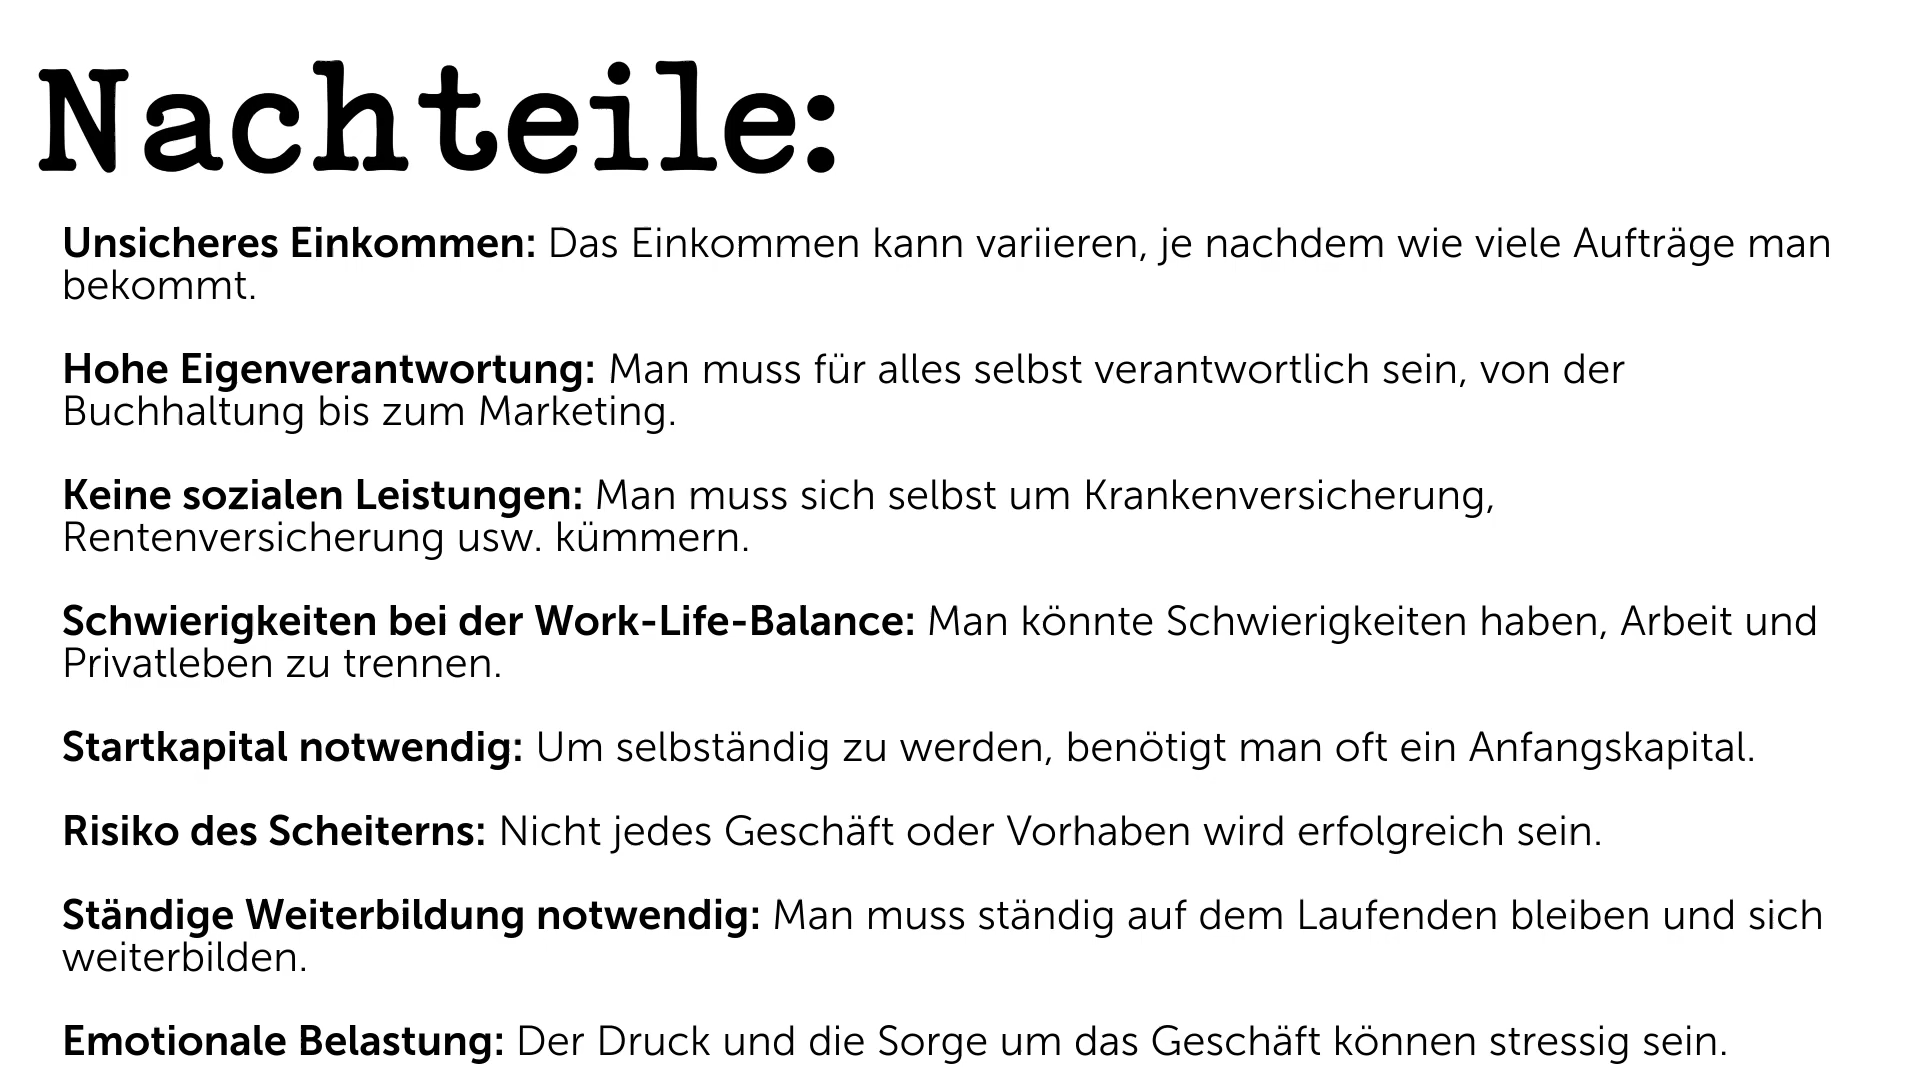 Nachteile:
Unsicheres Einkommen: Das Einkommen kann variieren, je nachdem wie viele Aufträge man
bekommt.
Hohe Eigenverantwortung: Man muss für alles selbst verantwortlich sein, von der
Buchhaltung bis zum Marketing.
Keine sozialen Leistungen: Man muss sich selbst um Krankenversicherung,
Rentenversicherung usw. kümmern.
Schwierigkeiten bei der Work-Life-Balance: Man könnte Schwierigkeiten haben, Arbeit und
Privatleben zu trennen.
Startkapital notwendig: Um selbständig zu werden, benötigt man oft ein Anfangskapital.
Risiko des Scheiterns: Nicht jedes Geschäft oder Vorhaben wird erfolgreich sein.
Ständige Weiterbildung notwendig: Man muss ständig auf dem Laufenden bleiben und sich
weiterbilden.
Emotionale Belastung: Der Druck und die Sorge um das Geschäft können stressig sein.